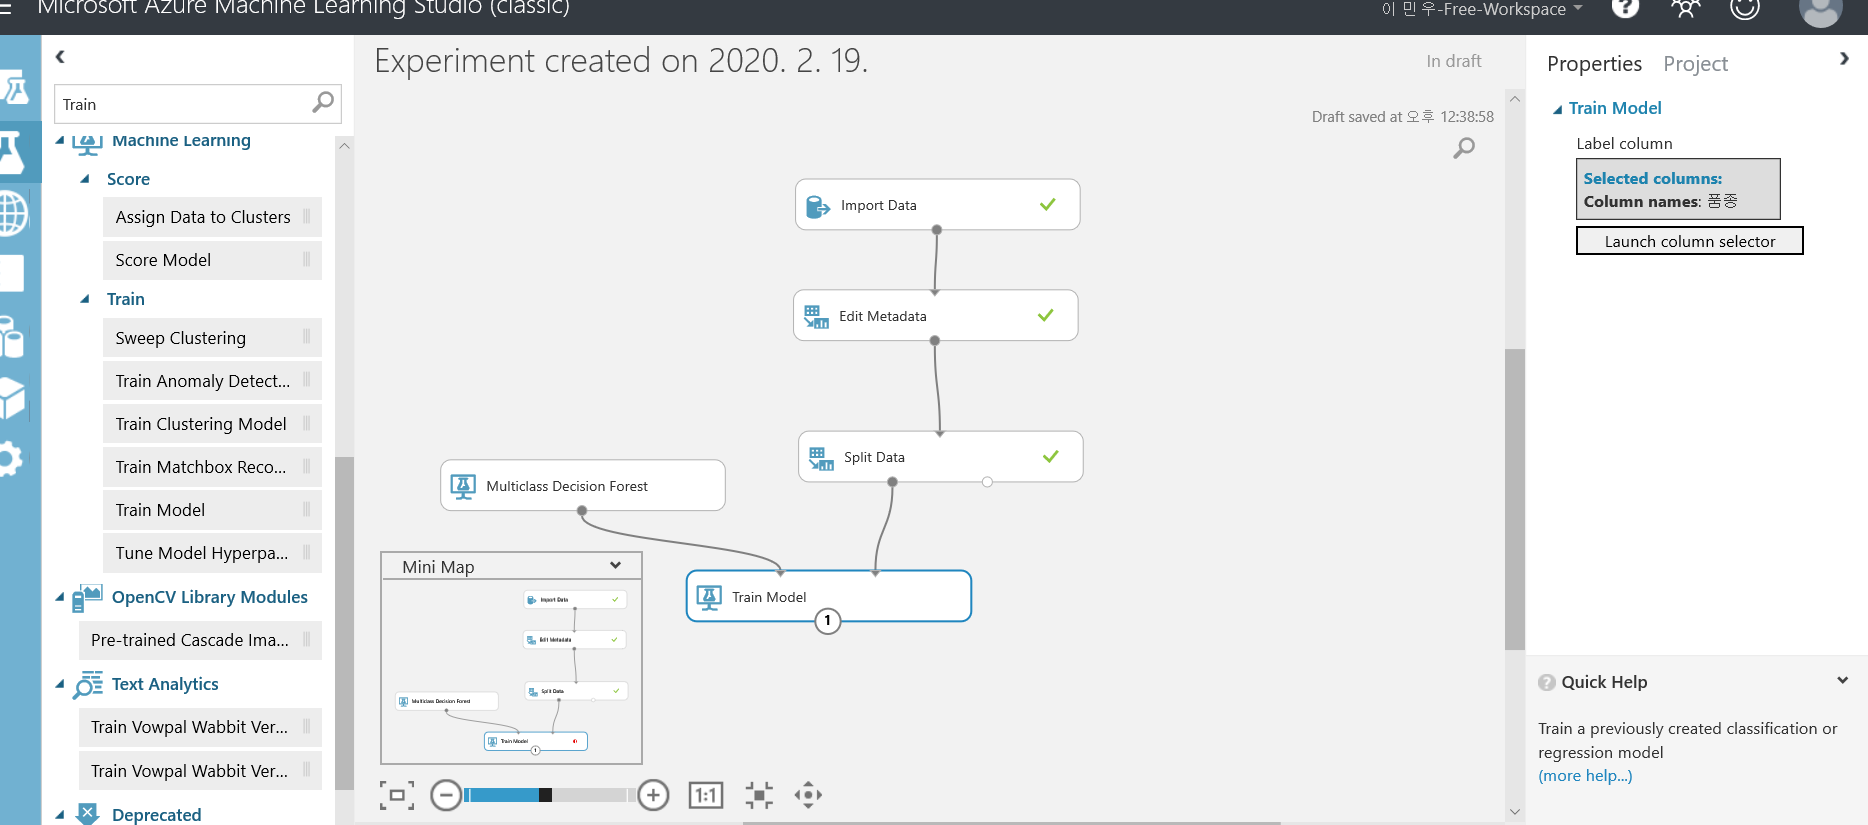 Microsoft Azure Machine Learning Studio (classic)
이 민우-Free-Workspace
Train
Machine Learning
Score
Assign Data to Clusters
Score Model
Train
Sweep Clustering
Train Anomaly Detect...
Train Clustering Model
Train Matchbox Reco...
Train Model
Tune Model Hyperpa...
OpenCV Library Modules
Pre-trained Cascade Ima...
Text Analytics
Train Vowpal Wabbit Ver...
Train Vowpal Wabbit Ver...
Deprecated
Experiment created on 2020. 2. 19.
In draft
Draft saved at 오후 12:38:58
Import Data
Edit Metadata
Split Data
Multiclass Decision Forest
Train Model
1
Mini Map
Import Data
Edit Metadata
Split Data
Multiclass Decision Forest
Train Model
1
1:1
Properties Project
Train Model
Label column
Selected columns:
Column names: 품종
Launch column selector
Quick Help
Train a previously created classification or
regression model
(more help...)